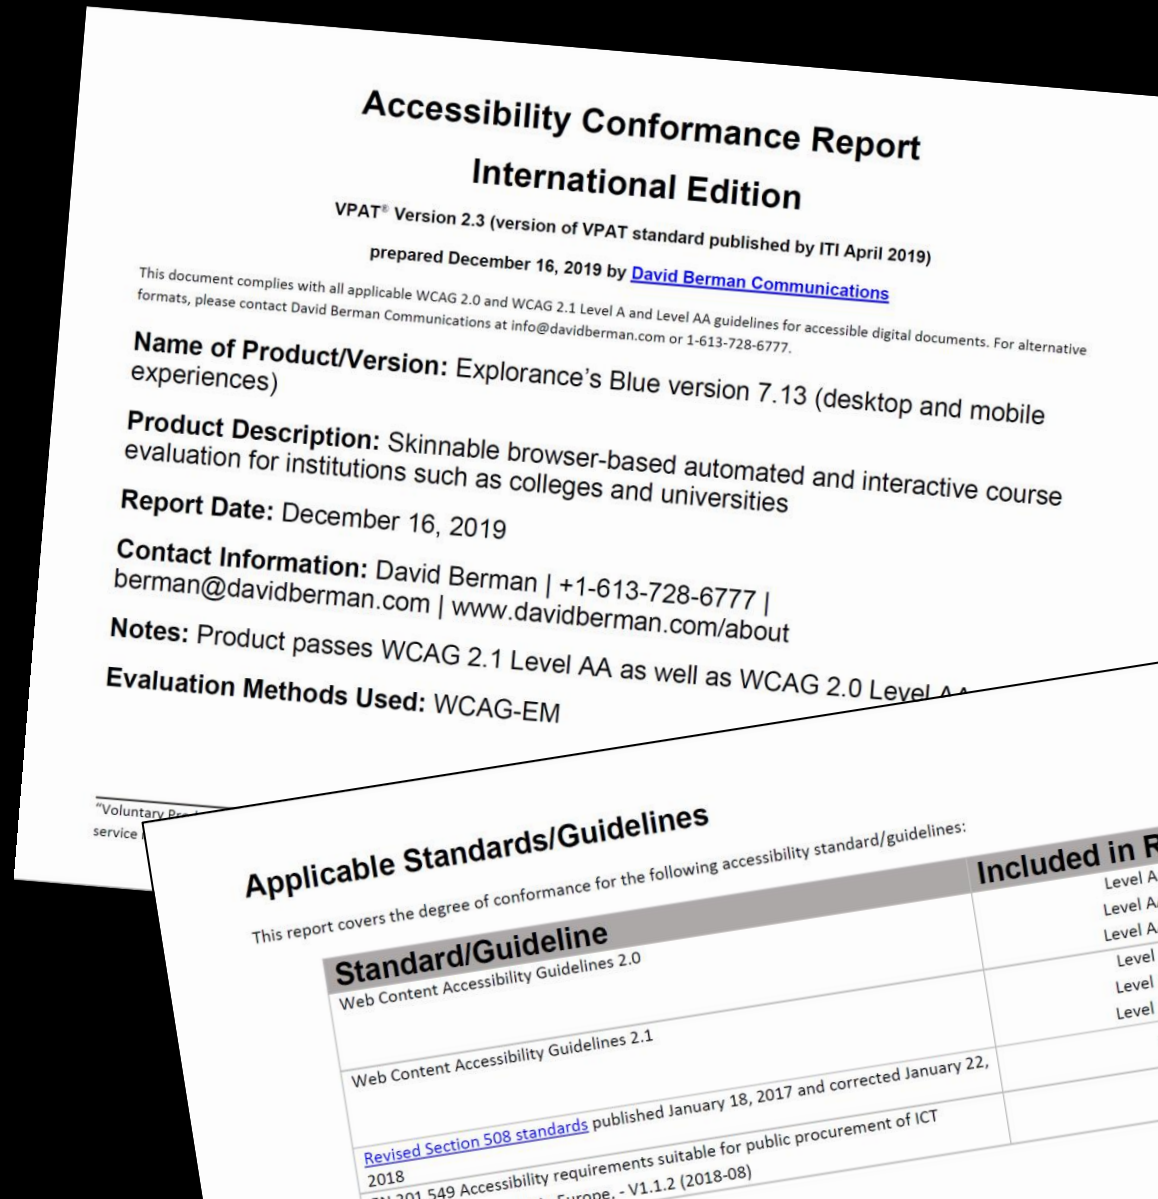 Accessibility Conformance Report
International Edition
VPAT® Version 2.3 (version of VPAT standard published by ITI April 2019)
prepared December 16, 2019 by David Berman Communications
This document complies with all applicable WCAG 2.0 and WCAG 2.1 Level A and Level AA guidelines for accessible digital documents. For alternative
formats, please contact David Berman Communications at info@davidberman.com or 1-613-728-6777.
Name of Product/Version: Explorance’s Blue version 7.13 (desktop and mobile
experiences)
Product Description: Skinnable browser-based automated and interactive course
evaluation for institutions such as colleges and universities
Report Date: December 16, 2019
Contact Information: David Berman | +1-613-728-6777 |
berman@davidberman.com | www.davidberman.com/about
Notes: Product passes WCAG 2.1 Level AA as well as WCAG 2.0 Level AA
Evaluation Methods Used: WCAG-EM
“Voluntary
service
Applicable Standards/Guidelines
This report covers the degree of conformance for the following accessibility standard/guidelines:
Standard/Guideline
Included in R
Web Content Accessibility Guidelines 2.0
Level A
Level A
Level A
Web Content Accessibility Guidelines 2.1
Level
Level
Level
Revised Section 508 standards published January 18, 2017 and corrected January 22,
2018
301 549 Accessibility requirements suitable for public procurement of ICT
Europe, - V1.1.2 (2018-08)